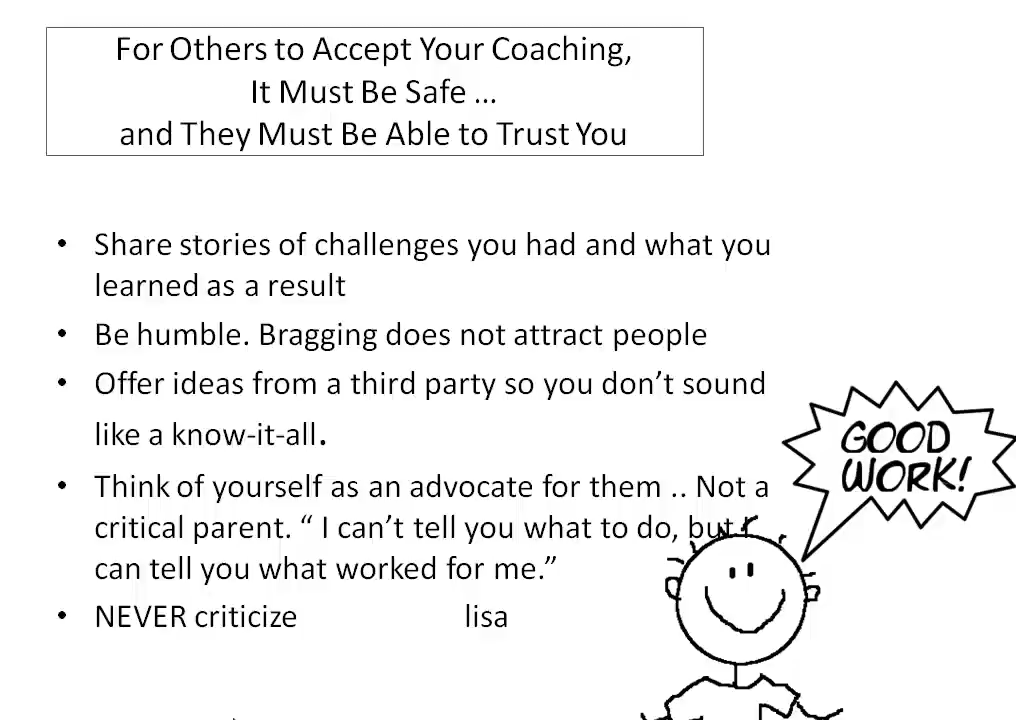 For Others to Accept Your Coaching,
It Must Be Safe ...
and They Must Be Able to Trust You
• Share stories of challenges you had and what you
learned as a result
• Be humble. Bragging does not attract people
• Offer ideas from a third party so you don’t sound
like a know-it-all.
• Think of yourself as an advocate for them .. Not a
critical parent. “ I can’t tell you what to do, but I
can tell you what worked for me.”
• NEVER criticize lisa
GOOD
WORK!